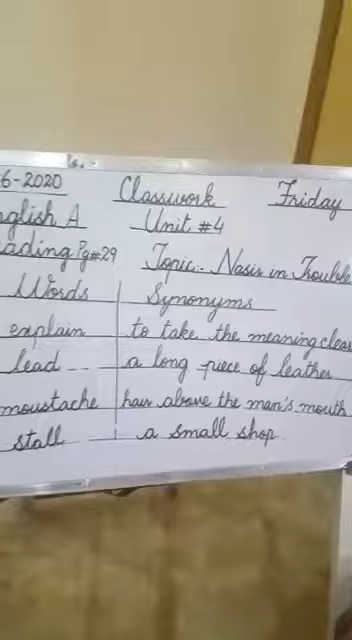 6-2020 Classwork Friday
nglish A Unit #4
ading Pg#29 Topic:- Nasir in Trouble
Words Synonyms
explain to take the meaning clear
lead a long piece of leather
moustache hair above the man's mouth
stall a small shop.